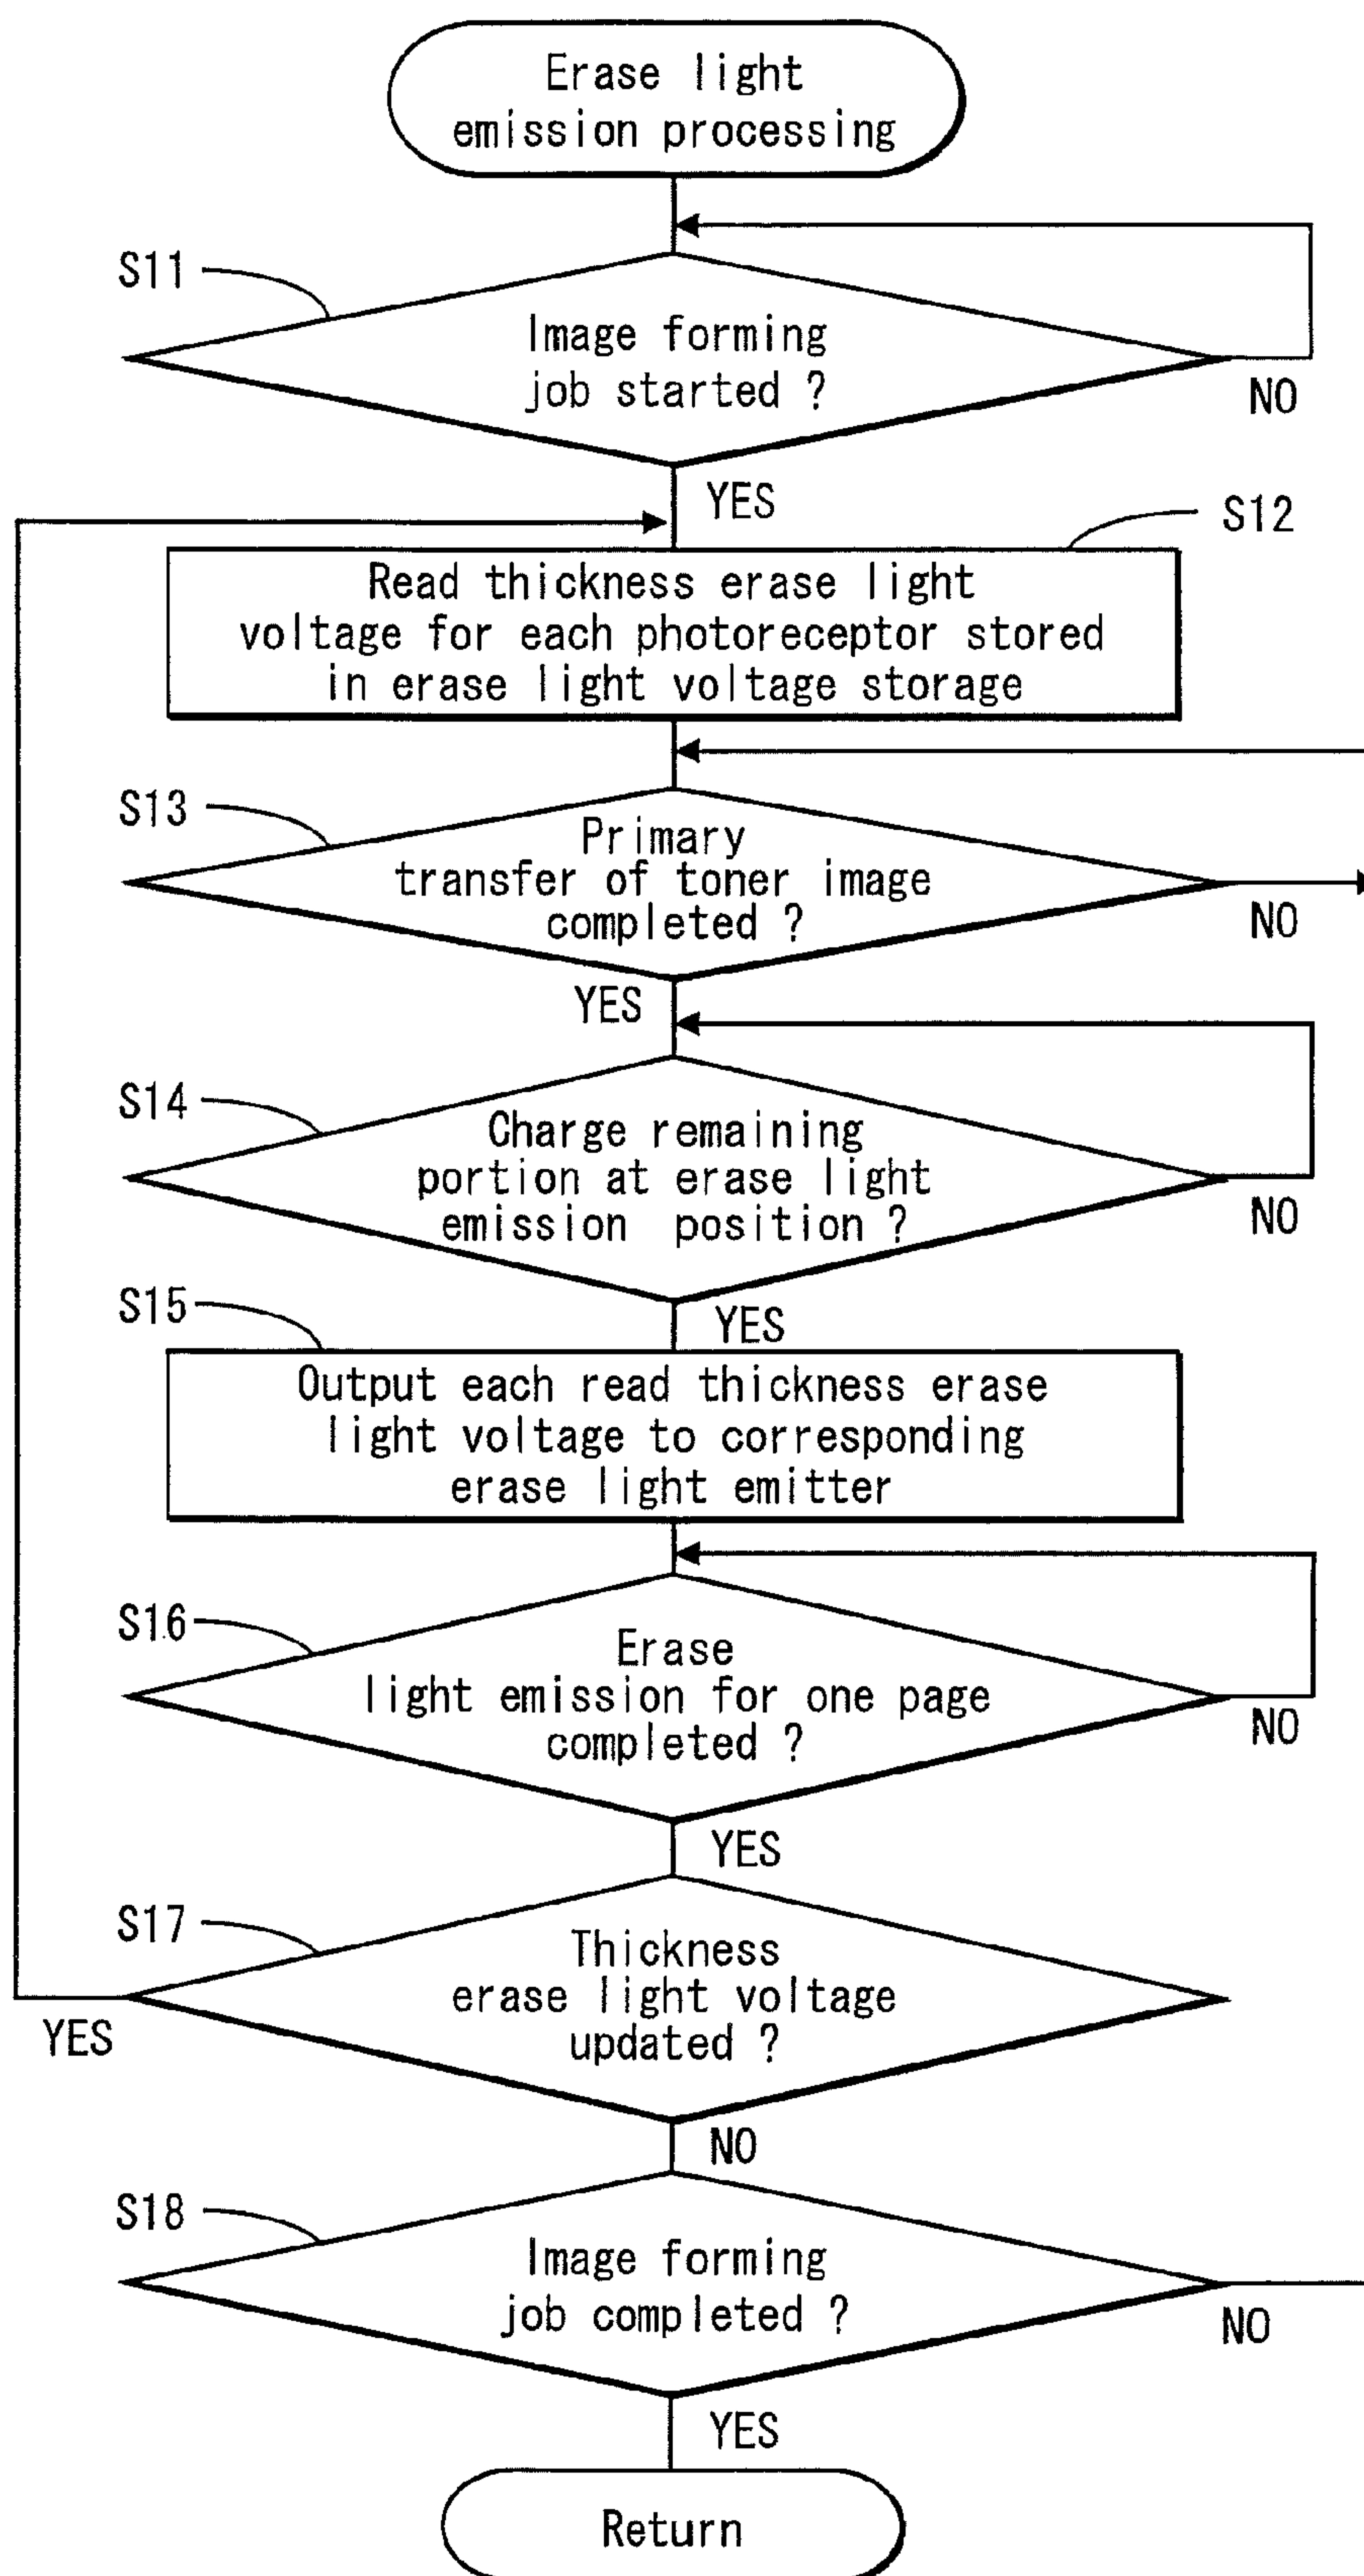 Erase light
emission processing
S11
Image forming
job started ?
NO
YES
S12
Read thickness erase light
voltage for each photoreceptor stored
in erase light voltage storage
S13
Primary
transfer of toner image
completed ?
NO
YES
S14
Charge remaining
portion at erase light
emission position ?
NO
YES
S15
Output each read thickness erase
light voltage to corresponding
erase light emitter
S16
Erase
light emission for one page
completed ?
NO
YES
S17
Thickness
erase light voltage
updated ?
YES
NO
S18
Image forming
job completed ?
NO
YES
Return